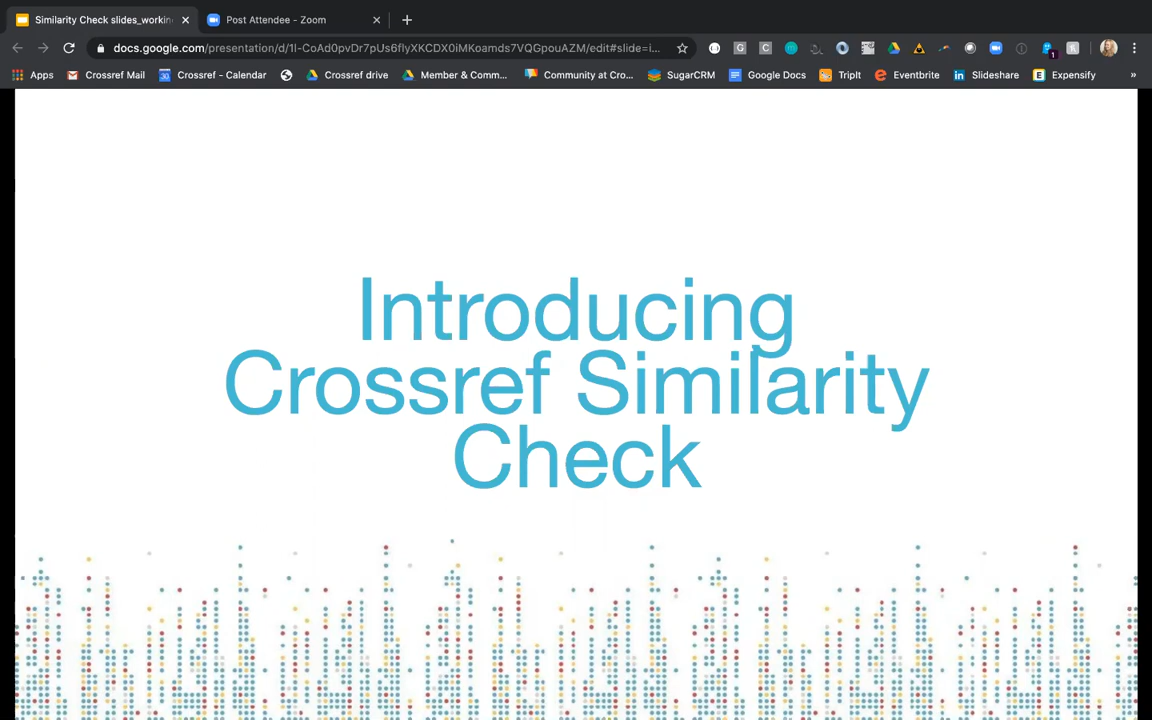 Similarity Check slides_workin
Post Attendee - Zoom
docs.google.com/presentation/d/1l-CoAd0pvDr7pUs6flyXKCDX0iMKoamds7VQGpouAZM/edit#slide=i...
Apps
Crossref Mail
Crossref - Calendar
Crossref drive
Member & Comm...
Community at Cro...
SugarCRM
Google Docs
TripIt
Eventbrite
Slideshare
Expensify
»
Introducing
Crossref Similarity
Check